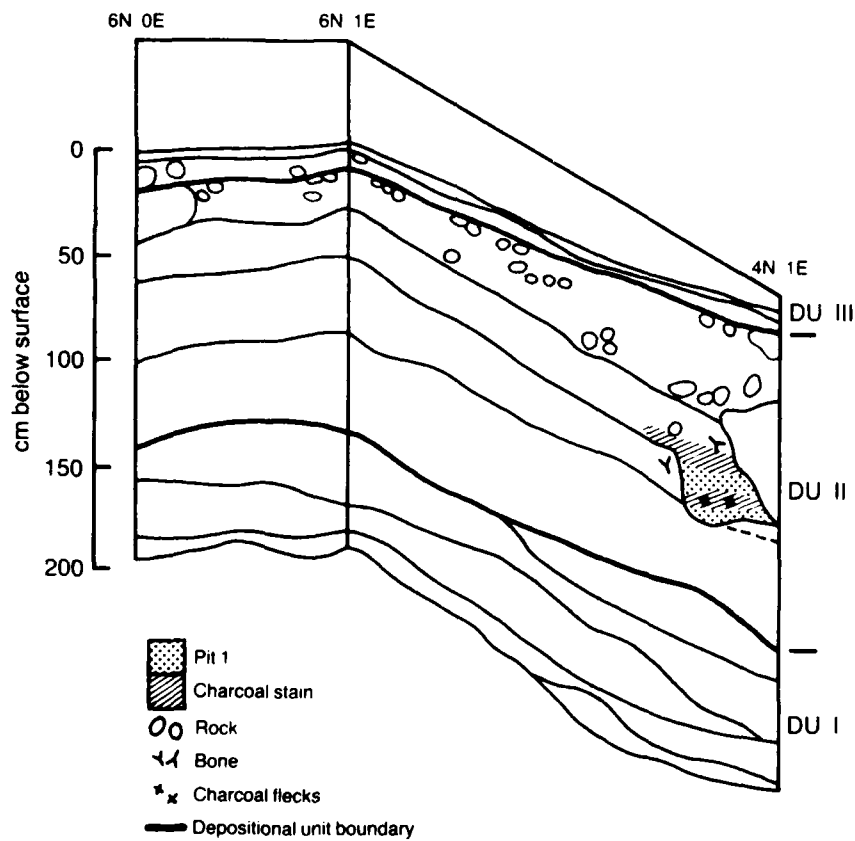 6N 0E
6N 1E
0
50
100
150
200
cm below surface
4N 1E
DU III
DU II
DU I
Pit 1
Charcoal stain
Rock
Bone
Charcoal flecks
Depositional unit boundary